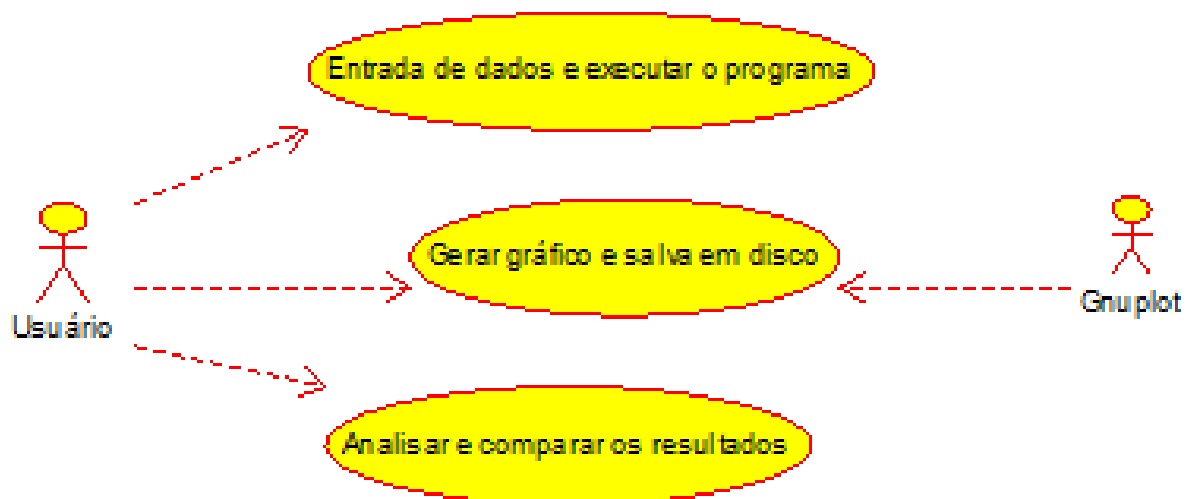 Entrada de dados e executar o programa
Gerar gráfico e salva em disco
Usuário
Gnuplot
Analisar e comparar os resultados